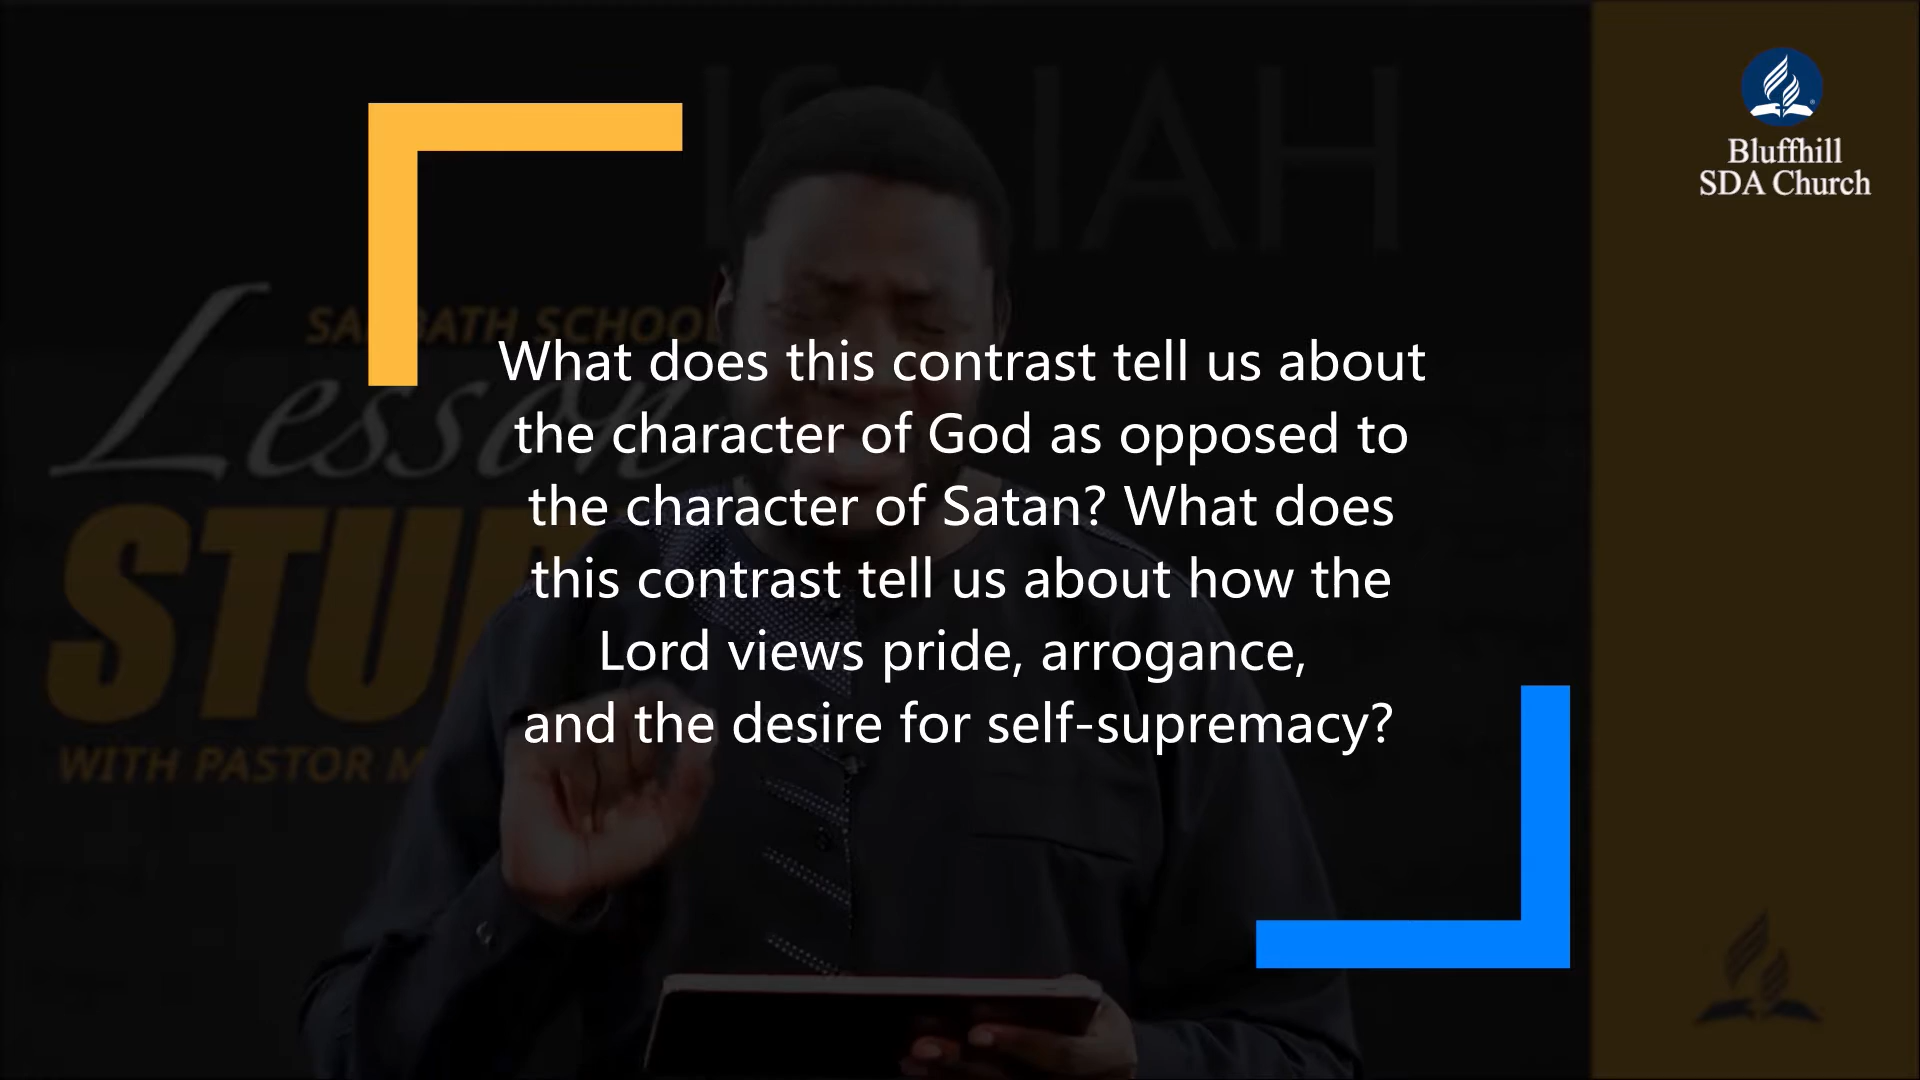 ISAIAH
Bluffhill
SDA Church
SABBATH SCHOOL
Lesson
STU
WITH PASTOR M
What does this contrast tell us about
the character of God as opposed to
the character of Satan? What does
this contrast tell us about how the
Lord views pride, arrogance,
and the desire for self-supremacy?